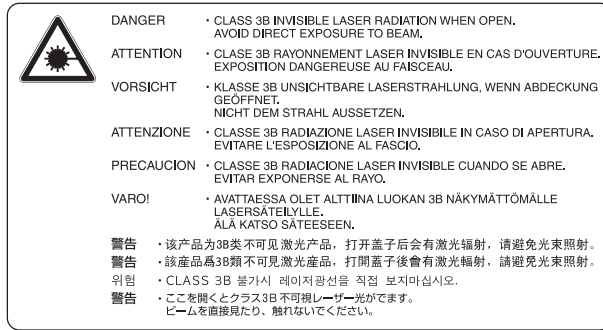 DANGER · CLASS 3B INVISIBLE LASER RADIATION WHEN OPEN.
AVOID DIRECT EXPOSURE TO BEAM.
ATTENTION · CLASE 3B RAYONNEMENT LASER INVISIBLE EN CAS D'OUVERTURE.
EXPOSITION DANGEREUSE AU FAISCEAU.
VORSICHT · KLASSE 3B UNSICHTBARE LASERSTRAHLUNG, WENN ABDECKUNG
GEÖFFNET.
NICHT DEM STRAHL AUSSETZEN.
ATTENZIONE · CLASSE 3B RADIAZIONE LASER INVISIBILE IN CASO DI APERTURA.
EVITARE L'ESPOSIZIONE AL FASCIO.
PRECAUCION · CLASSE 3B RADIACIONE LASER INVISIBLE CUANDO SE ABRE.
EVITAR EXPONERSE AL RAYO.
VARO! · AVATTAESSA OLET ALTTIINA LUOKAN 3B NÄKYMÄTTÖMÄLLE
LASERSÄTEILYLLE.
ÄLÄ KATSO SÄTEESEEN.
警告 · 该产品为3B类不可见激光产品，打开盖子后会有激光辐射，请避免光束照射。
警告 · 該産品爲3B類不可見激光産品，打開蓋子後會有激光輻射，請避免光束照射。
위험 · CLASS 3B 불가시 레이저광선을 직접 보지마십시오.
警告 · ここを開くとクラス3B不可視レーザー光がでます。
ビームを直接見たり、触れないでください。